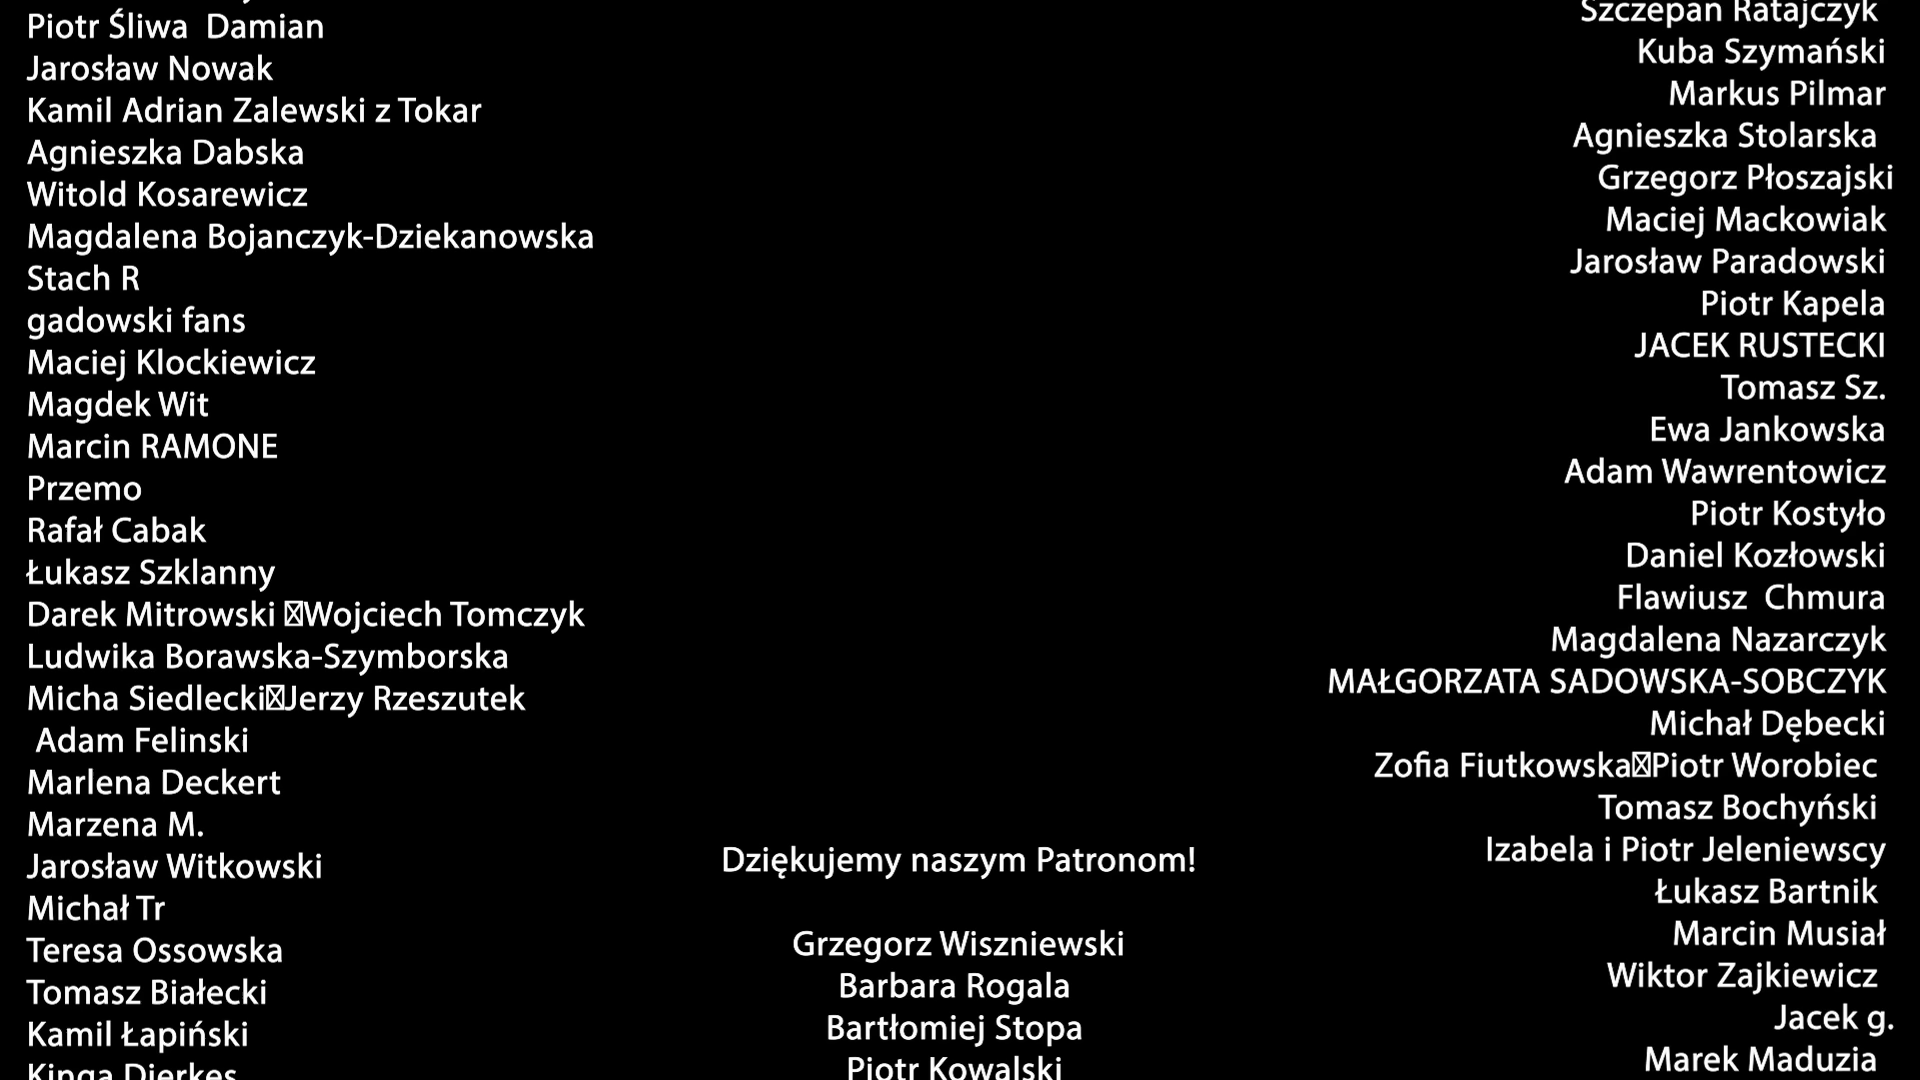 Piotr Śliwa  Damian
Jarosław Nowak
Kamil Adrian Zalewski z Tokar
Agnieszka Dabska
Witold Kosarewicz
Magdalena Bojanczyk-Dziekanowska
Stach R
gadowski fans
Maciej Klockiewicz
Magdek Wit
Marcin RAMONE
Przemo
Rafał Cabak
Łukasz Szklanny
Darek Mitrowski Wojciech Tomczyk
Ludwika Borawska-Szymborska
Micha Siedlecki Jerzy Rzeszutek
Adam Felinski
Marlena Deckert
Marzena M.
Jarosław Witkowski
Michał Tr
Teresa Ossowska
Tomasz Białecki
Kamil Łapiński
Kinga Dierkes
Dziękujemy naszym Patronom!
Grzegorz Wiszniewski
Barbara Rogala
Bartłomiej Stopa
Piotr Kowalski
Szczepan Ratajczyk
Kuba Szymański
Markus Pilmar
Agnieszka Stolarska
Grzegorz Płoszajski
Maciej Mackowiak
Jarosław Paradowski
Piotr Kapela
JACEK RUSTECKI
Tomasz Sz.
Ewa Jankowska
Adam Wawrentowicz
Piotr Kostyło
Daniel Kozłowski
Flawiusz  Chmura
Magdalena Nazarczyk
MAŁGORZATA SADOWSKA-SOBCZYK
Michał Dębecki
Zofia Fiutkowska Piotr Worobiec
Tomasz Bochyński
Izabela i Piotr Jeleniewscy
Łukasz Bartnik
Marcin Musiał
Wiktor Zajkiewicz
Jacek g.
Marek Maduzia